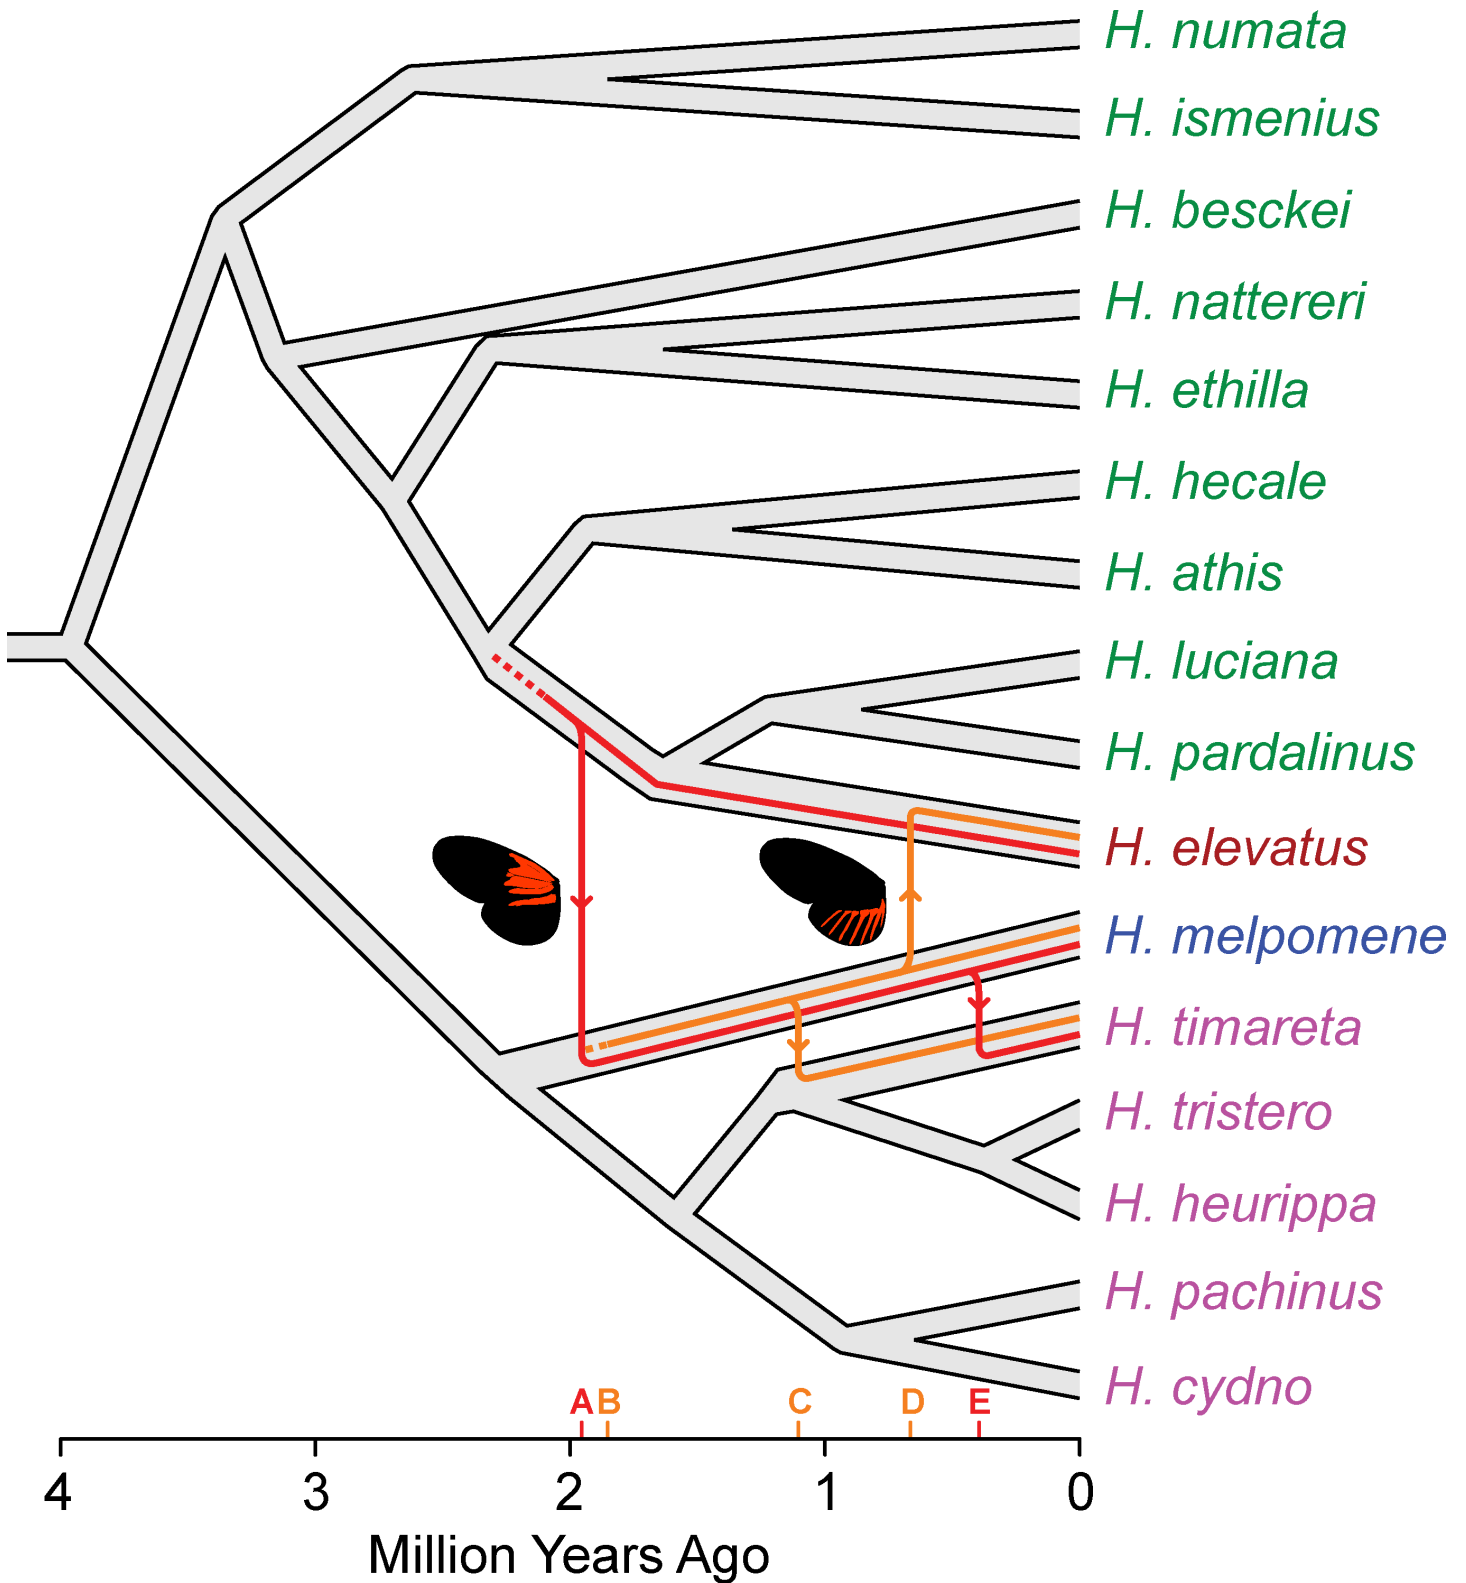 H. numata
H. ismenius
H. besckei
H. nattereri
H. ethilla
H. hecale
H. athis
H. luciana
H. pardalinus
H. elevatus
H. melpomene
H. timareta
H. tristero
H. heurippa
H. pachinus
H. cydno
A B C D E
4 3 2 1 0
Million Years Ago